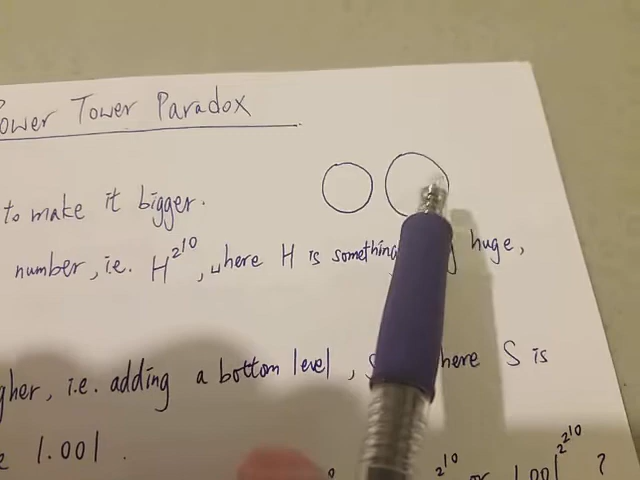 ower Tower Paradox
to make it bigger.
number, i.e. H^2^10, where H is something huge,
gher, i.e. adding a bottom level, here S is
1.001.
2^10 or 1.001^2^2^10 ?